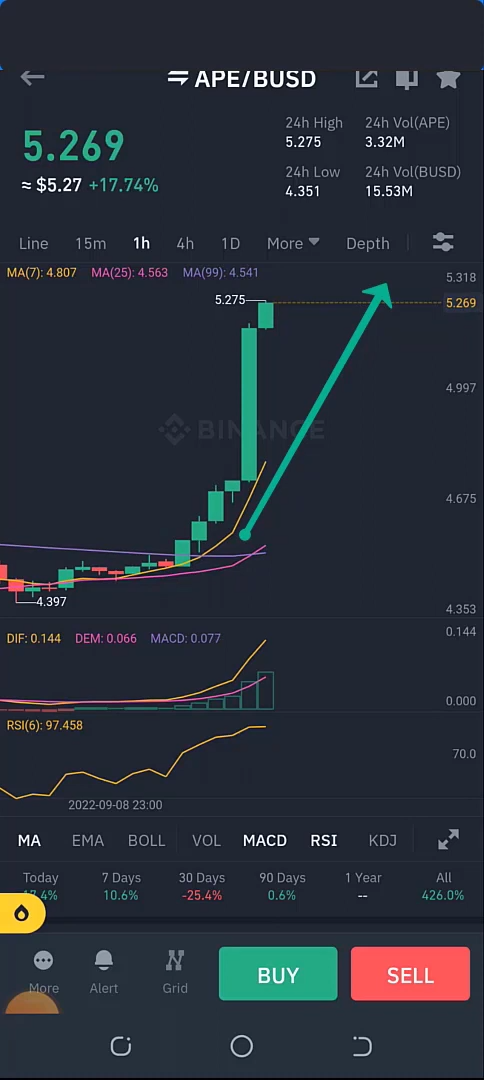 APE/BUSD
5.269
≈ $5.27 +17.74%
24h High
5.275
24h Vol(APE)
3.32M
24h Low
4.351
24h Vol(BUSD)
15.53M
Line 15m 1h 4h 1D More Depth
MA(7): 4.807 MA(25): 4.563 MA(99): 4.541
5.318
5.275
5.269
4.997
BINANCE
4.675
4.397
4.353
DIF: 0.144 DEM: 0.066 MACD: 0.077
0.144
0.000
RSI(6): 97.458
70.0
2022-09-08 23:00
MA EMA BOLL VOL MACD RSI KDJ
Today 7 Days 30 Days 90 Days 1 Year All
17.4% 10.6% -25.4% 0.6% -- 426.0%
More Alert Grid BUY SELL